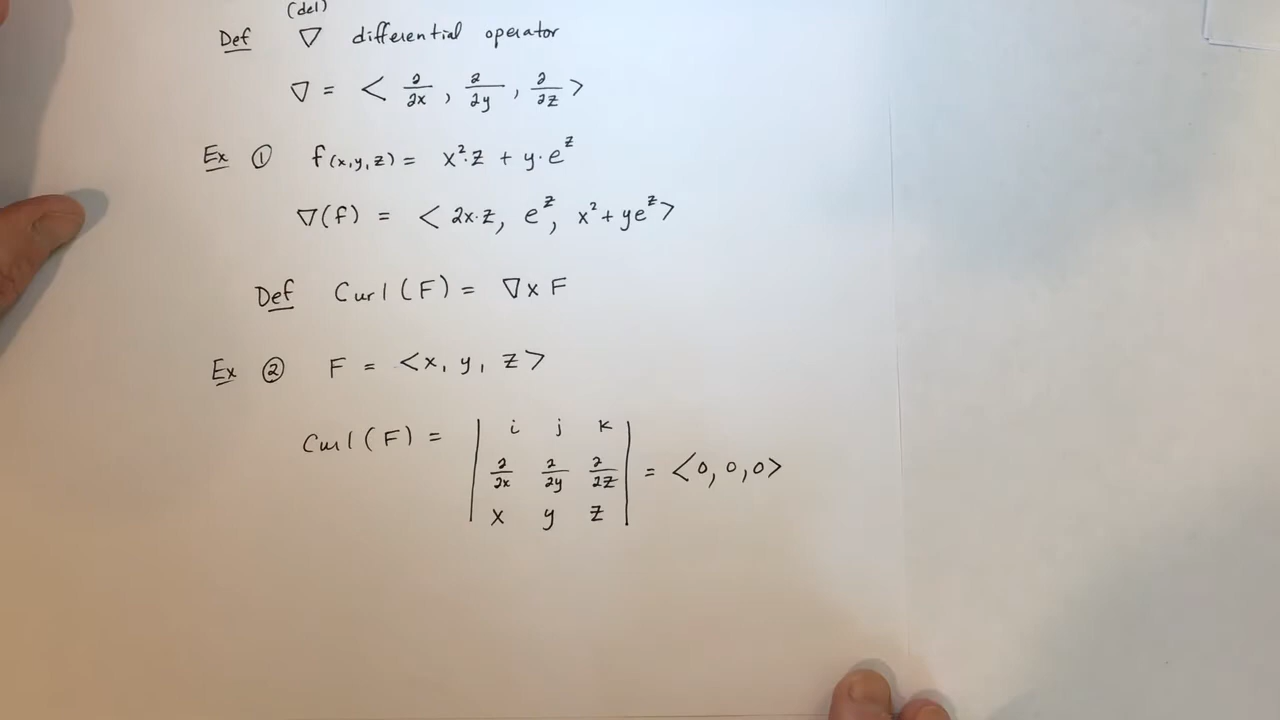 (del)
Def ∇ differential operator
∇ = < ∂/∂x , ∂/∂y , ∂/∂z >
Ex ① f(x,y,z) = x²·z + y·e^z
∇(f) = < 2x·z, e^z, x² + ye^z >
Def Curl(F) = ∇ x F
Ex ② F = <x, y, z>
Curl(F) = | i j k |
| ∂/∂x ∂/∂y ∂/∂z | = <0, 0, 0>
| x y z |